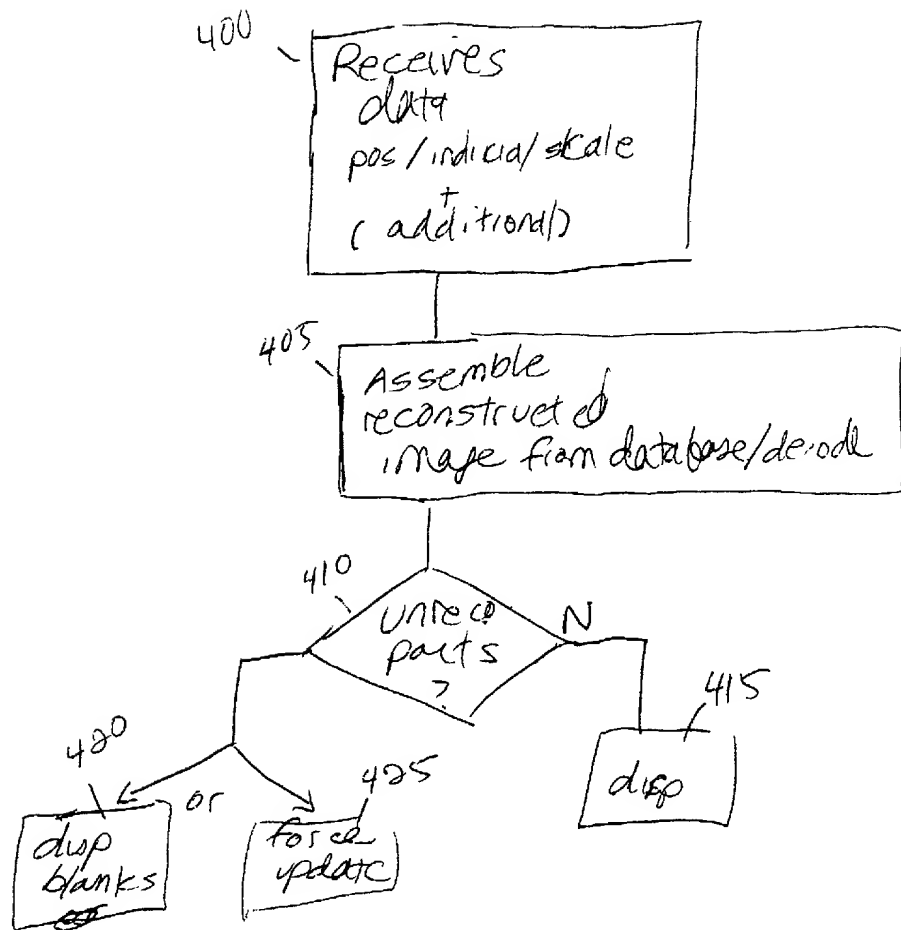 400
Receives
data
pos/indicia/scale
+
(additional)
405
Assemble
reconstructed
image from database/decode
410
unrec
parts
?
N
415
disp
420
or
425
disp
blanks
force
update